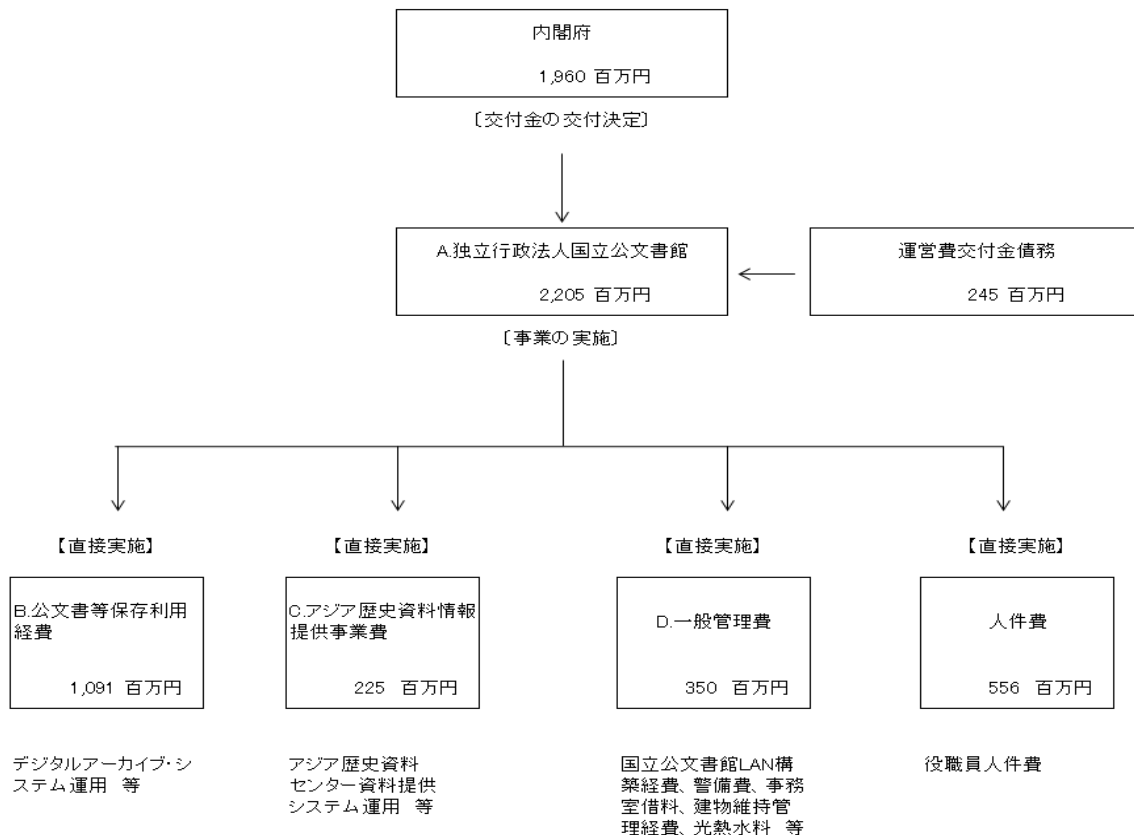 内閣府
1,960 百万円
〔交付金の交付決定〕
A.独立行政法人国立公文書館
2,205 百万円
運営費交付金債務
245 百万円
〔事業の実施〕
【直接実施】
【直接実施】
【直接実施】
【直接実施】
B.公文書等保存利用
経費
1,091 百万円
C.アジア歴史資料情報
提供事業費
225 百万円
D.一般管理費
350 百万円
人件費
556 百万円
デジタルアーカイブ・シ
ステム運用 等
アジア歴史資料
センター資料提供
システム運用 等
国立公文書館LAN構
築経費、警備費、事務
室借料、建物維持管
理経費、光熱水料 等
役職員人件費